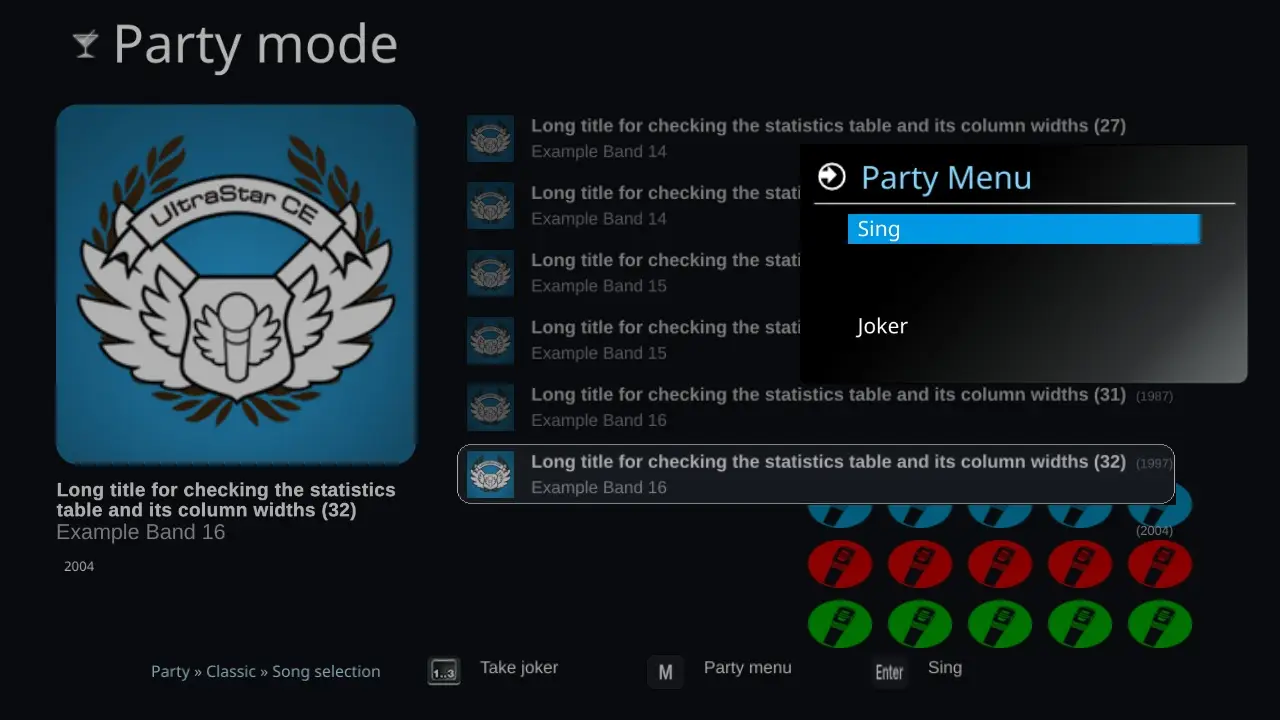 Party mode
UltraStar CE
Long title for checking the statistics
table and its column widths (32)
Example Band 16
2004
Long title for checking the statistics table and its column widths (27)
Example Band 14
Long title for checking the stati
Example Band 14
Long title for checking the stati
Example Band 15
Long title for checking the stati
Example Band 15
Long title for checking the statistics table and its column widths (31) (1987)
Example Band 16
Long title for checking the statistics table and its column widths (32) (1997)
Example Band 16
(2004)
Party Menu
Sing
Joker
Party » Classic » Song selection
1..3 Take joker
M Party menu
Enter Sing